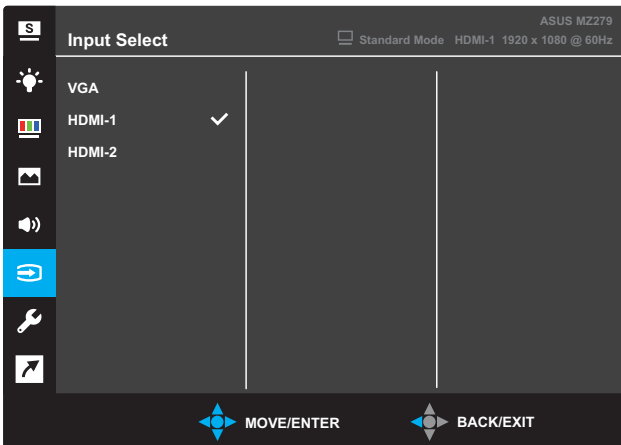 S
ASUS MZ279
Input Select
Standard Mode HDMI-1 1920 x 1080 @ 60Hz
VGA
HDMI-1
HDMI-2
MOVE/ENTER
BACK/EXIT